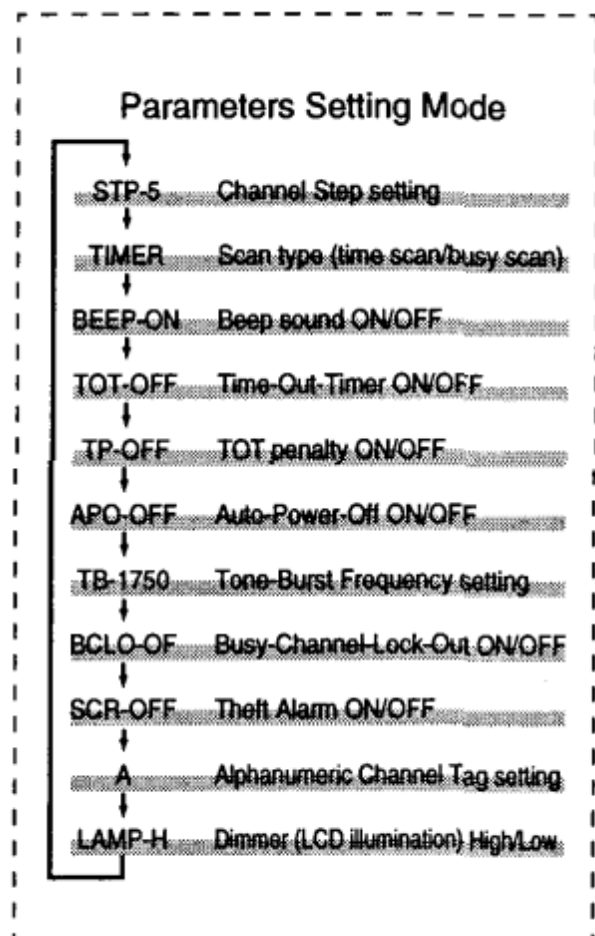 Parameters Setting Mode
STP-5 Channel Step setting
TIMER Scan type (time scan/busy scan)
BEEP-ON Beep sound ON/OFF
TOT-OFF Time-Out-Timer ON/OFF
TP-OFF TOT penalty ON/OFF
APO-OFF Auto-Power-Off ON/OFF
TB-1750 Tone-Burst Frequency setting
BCLO-OF Busy-Channel-Lock-Out ON/OFF
SCR-OFF Theft Alarm ON/OFF
A Alphanumeric Channel Tag setting
LAMP-H Dimmer (LCD illumination) High/Low